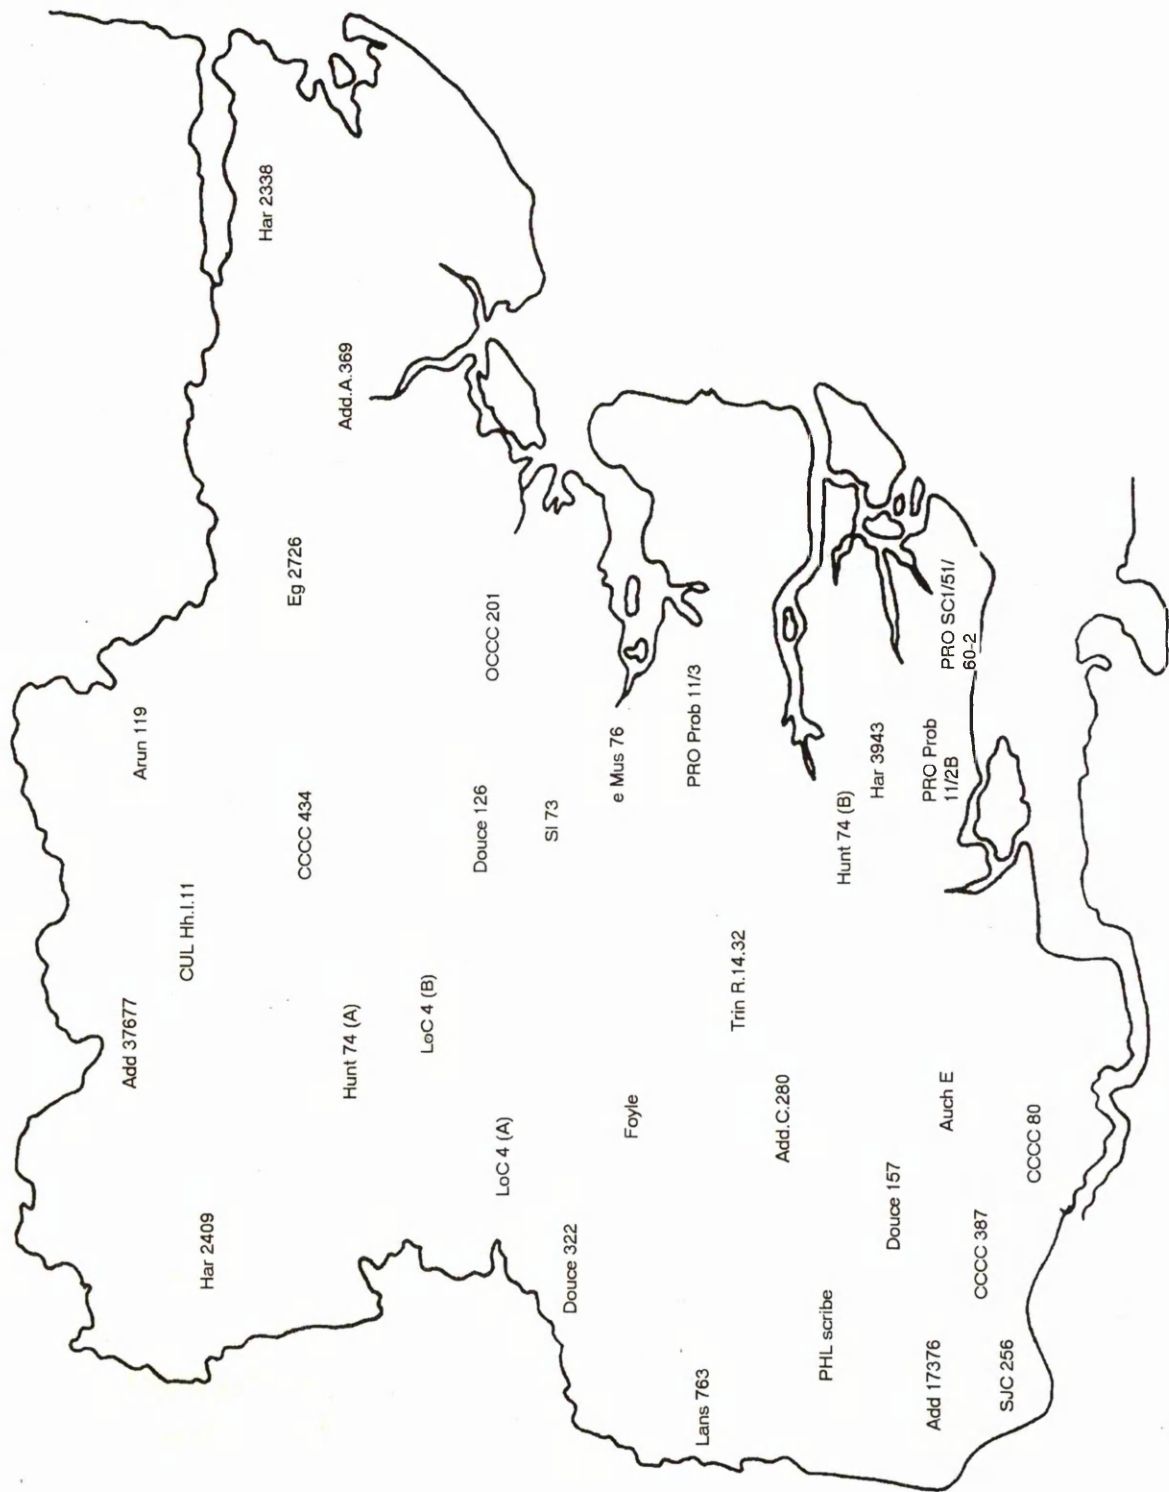 Add 37677
Arun 119
CUL Hh.I.11
Har 2409
Har 2338
Eg 2726
CCCC 434
Add.A.369
Hunt 74 (A)
LoC 4 (B)
Douce 126
OCCC 201
LoC 4 (A)
Sl 73
Douce 322
e Mus 76
Foyle
PRO Prob 11/3
Lans 763
Trin R.14.32
Add.C.280
PHL scribe
Hunt 74 (B)
Har 3943
Douce 157
PRO Prob
11/2B
Add 17376
Auch E
PRO SC1/51/
60-2
CCCC 387
SJC 256
CCCC 80